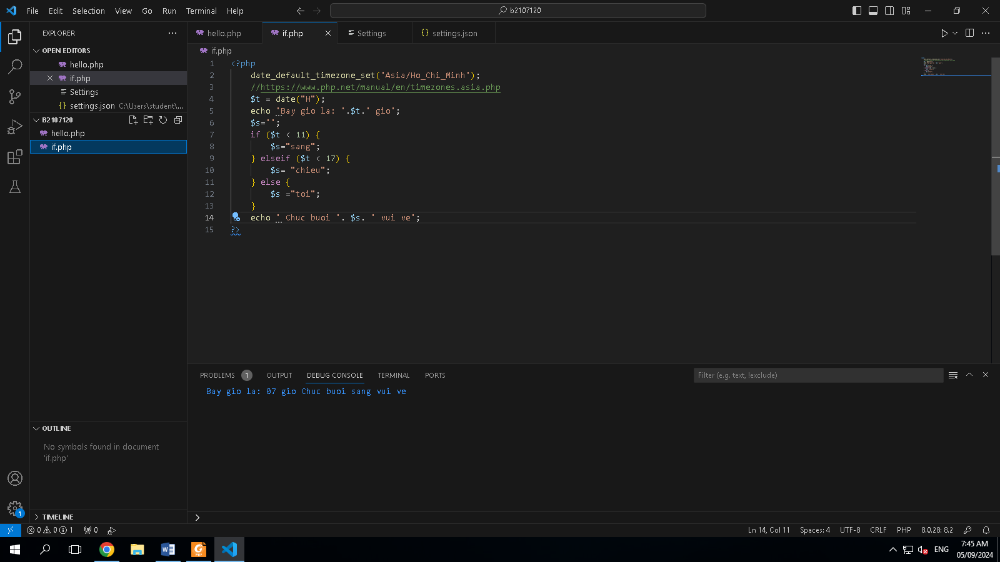 File Edit Selection View Go Run Terminal Help
b2107120
EXPLORER
OPEN EDITORS
hello.php
if.php
Settings
settings.json C:\Users\student\...
B2107120
hello.php
if.php
OUTLINE
No symbols found in document
'if.php'
TIMELINE
hello.php if.php Settings settings.json
if.php
1 <?php
2 date_default_timezone_set('Asia/Ho_Chi_Minh');
3 //https://www.php.net/manual/en/timezones.asia.php
4 $t = date("H");
5 echo 'Bay gio la: '.$t.' gio';
6 $s='';
7 if ($t < 11) {
8 $s="sang";
9 } elseif ($t < 17) {
10 $s= "chieu";
11 } else {
12 $s ="toi";
13 }
14 echo ' Chuc buoi '. $s. ' vui ve';
15 ?>
PROBLEMS 1 OUTPUT DEBUG CONSOLE TERMINAL PORTS
Filter (e.g. text, !exclude)
Bay gio la: 07 gio Chuc buoi sang vui ve
1
0 0 1 0
Ln 14, Col 11 Spaces: 4 UTF-8 CRLF PHP 8.0.28: 8.2
ENG
7:45 AM
05/09/2024